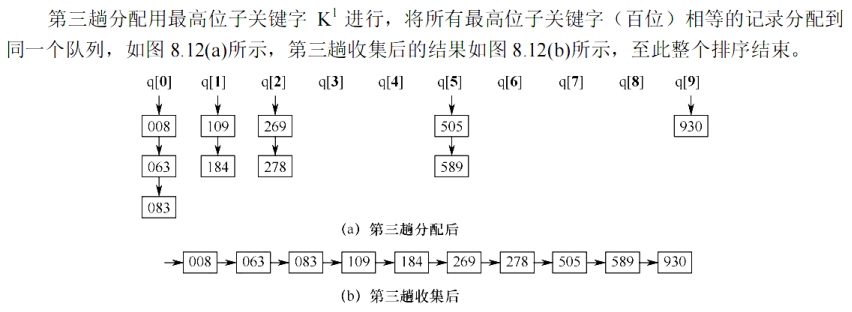 第三趟分配用最高位子关键字 K¹ 进行，将所有最高位子关键字（百位）相等的记录分配到
同一个队列，如图 8.12(a)所示，第三趟收集后的结果如图 8.12(b)所示，至此整个排序结束。
q[0] q[1] q[2] q[3] q[4] q[5] q[6] q[7] q[8] q[9]
008 109 269 505 930
063 184 278 589
083
(a) 第三趟分配后
008 063 083 109 184 269 278 505 589 930
(b) 第三趟收集后